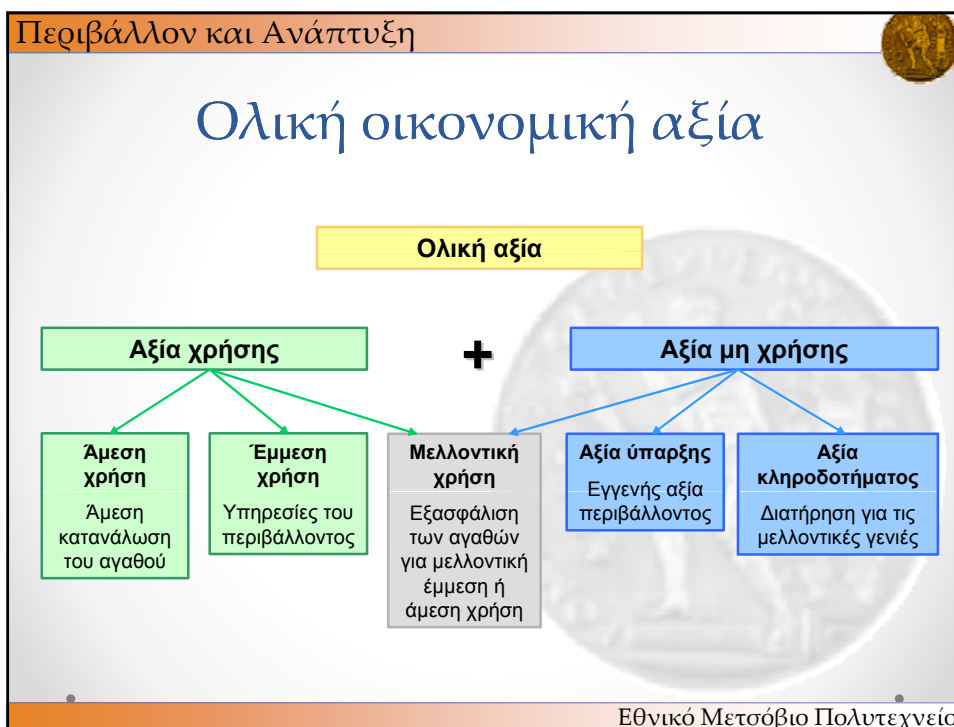 Περιβάλλον και Ανάπτυξη
Ολική οικονομική αξία
Ολική αξία
Αξία χρήσης
+
Αξία μη χρήσης
Άμεση
χρήση
Άμεση
κατανάλωση
του αγαθού
Έμμεση
χρήση
Υπηρεσίες του
περιβάλλοντος
Μελλοντική
χρήση
Εξασφάλιση
των αγαθών
για μελλοντική
έμμεση ή
άμεση χρήση
Αξία ύπαρξης
Εγγενής αξία
περιβάλλοντος
Αξία
κληροδοτήματος
Διατήρηση για τις
μελλοντικές γενιές
Εθνικό Μετσόβιο Πολυτεχνείο